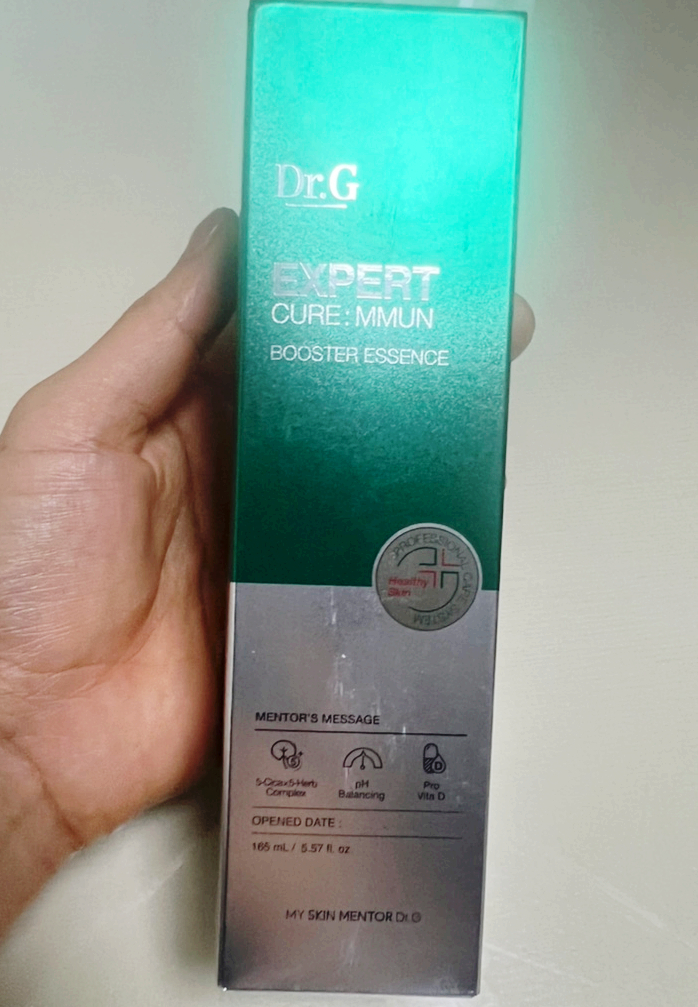 Dr.G
EXPERT
CURE:MMUN
BOOSTER ESSENCE
PROFESSIONAL CARE SYSTEM
Healthy
Skin
MENTOR'S MESSAGE
5-Cica×5-Herb
Complex
pH
Balancing
D
Pro
Vita D
OPENED DATE :
165 mL / 5.57 fl. oz
MY SKIN MENTOR Dr.G